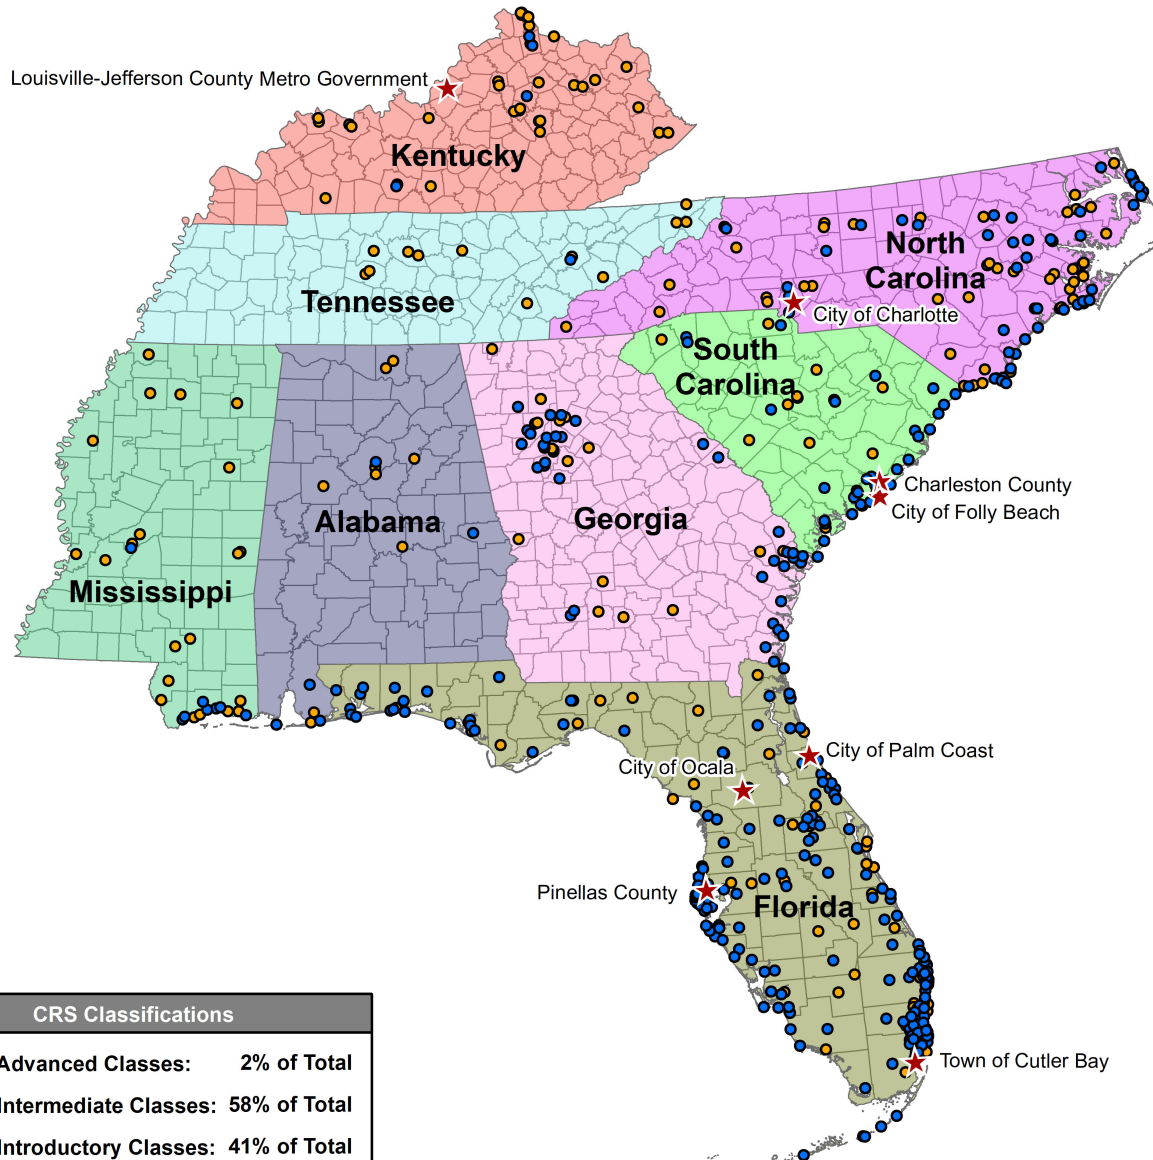 Louisville-Jefferson County Metro Government
Kentucky
North
Carolina
Tennessee
City of Charlotte
South
Carolina
Charleston County
City of Folly Beach
Alabama
Georgia
Mississippi
City of Palm Coast
City of Ocala
Pinellas County
Florida
Town of Cutler Bay
CRS Classifications
Advanced Classes: 2% of Total
Intermediate Classes: 58% of Total
Introductory Classes: 41% of Total